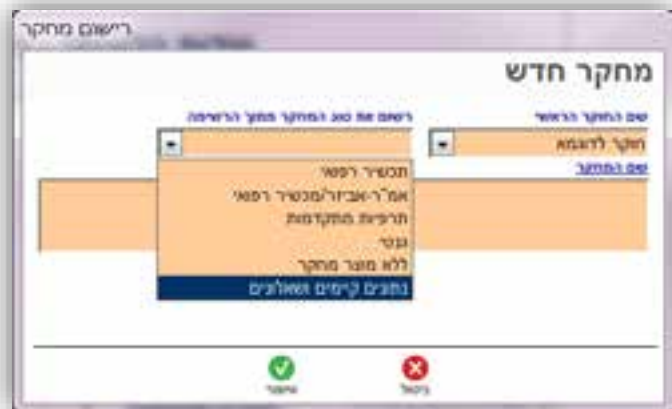 רישום מחקר
מחקר חדש
שם החוקר הראשי
רשום את סוג המחקר מתוך הרשימה
חוקר לדוגמא
שם המחקר
תכשיר רפואי
אמ"ר-אביזר/מכשיר רפואי
תרפיות מתקדמות
גנטי
ללא מוצר מחקר
נתונים קיימים ושאלונים
ביטול
אישור